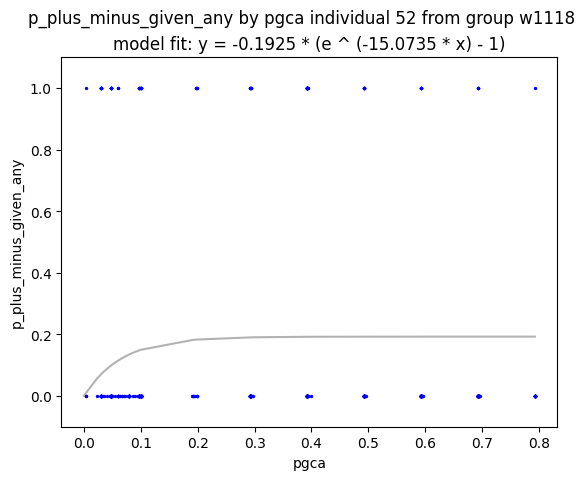 p_plus_minus_given_any by pgca individual 52 from group w1118
model fit: y = -0.1925 * (e ^ (-15.0735 * x) - 1)
1.0
0.8
0.6
0.4
0.2
0.0
p_plus_minus_given_any
0.0 0.1 0.2 0.3 0.4 0.5 0.6 0.7 0.8
pgca